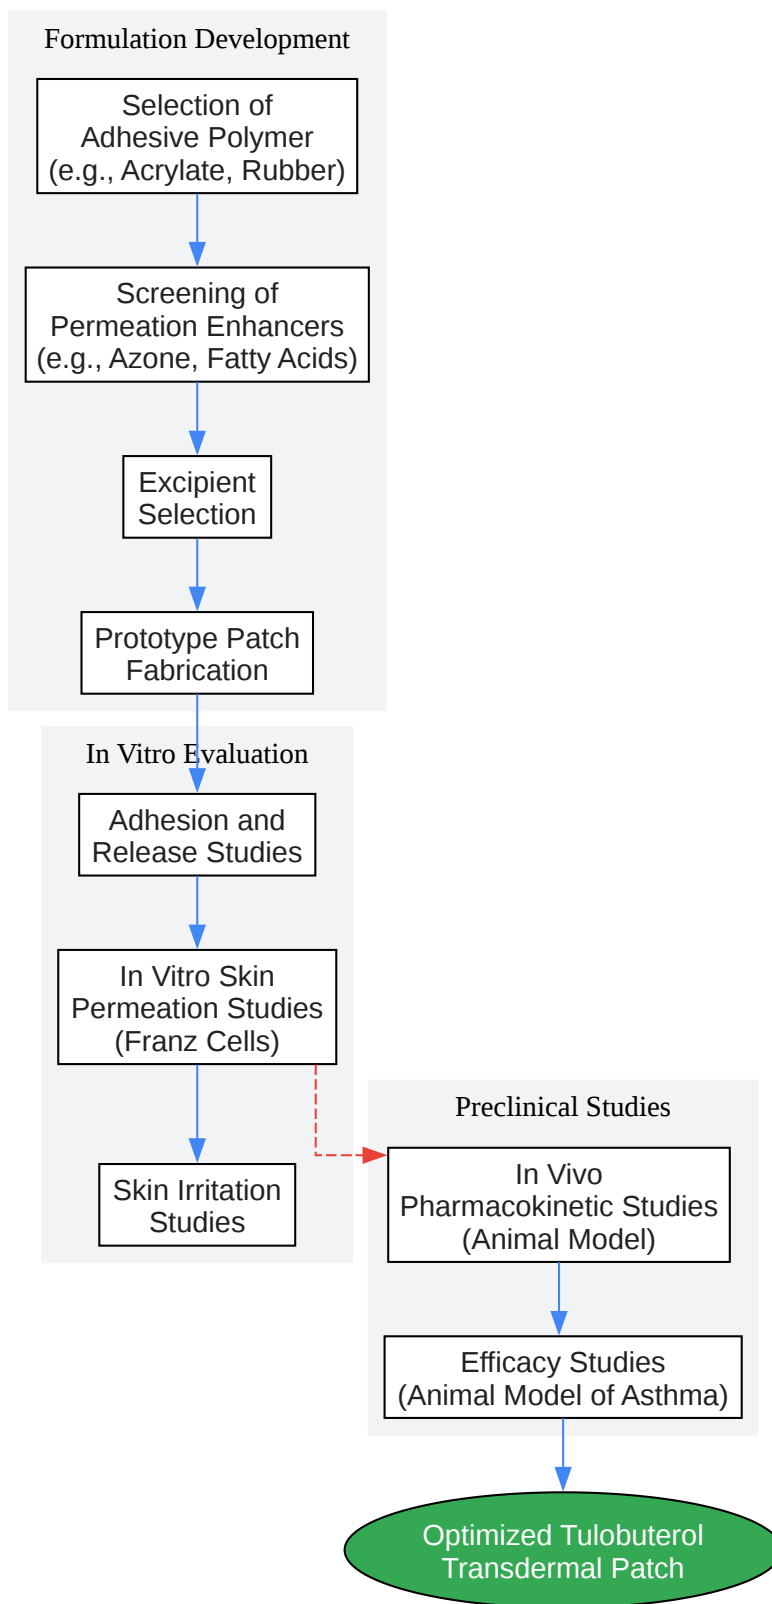 Formulation Development
Selection of
Adhesive Polymer
(e.g., Acrylate, Rubber)
Screening of
Permeation Enhancers
(e.g., Azone, Fatty Acids)
Excipient
Selection
Prototype Patch
Fabrication
In Vitro Evaluation
Adhesion and
Release Studies
In Vitro Skin
Permeation Studies
(Franz Cells)
Skin Irritation
Studies
Preclinical Studies
In Vivo
Pharmacokinetic Studies
(Animal Model)
Efficacy Studies
(Animal Model of Asthma)
Optimized Tulobuterol
Transdermal Patch